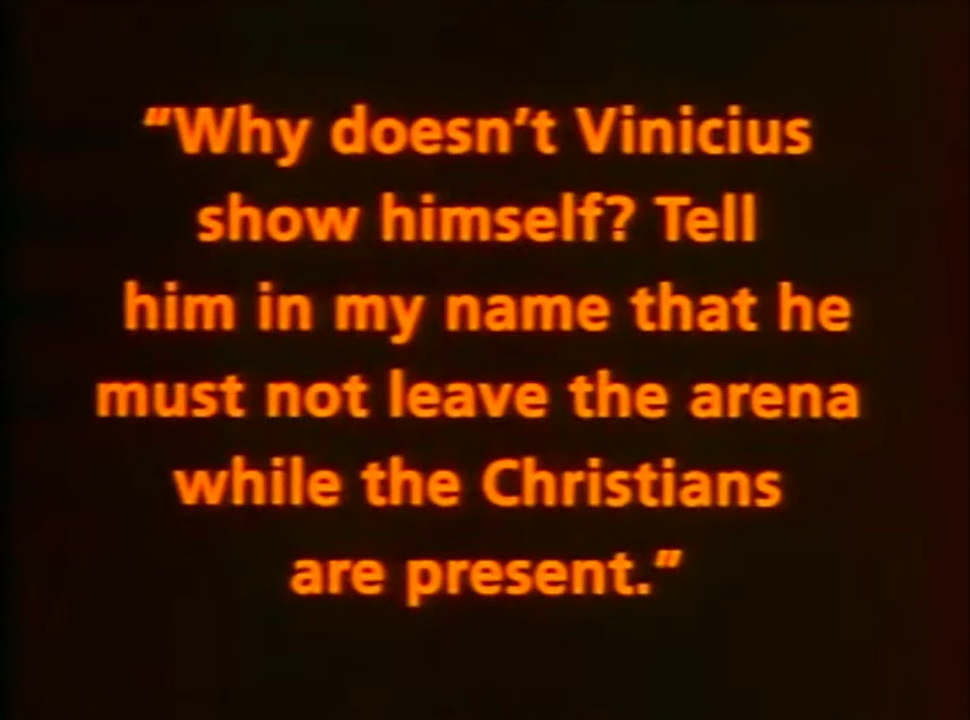 “Why doesn’t Vinicius
show himself? Tell
him in my name that he
must not leave the arena
while the Christians
are present.”